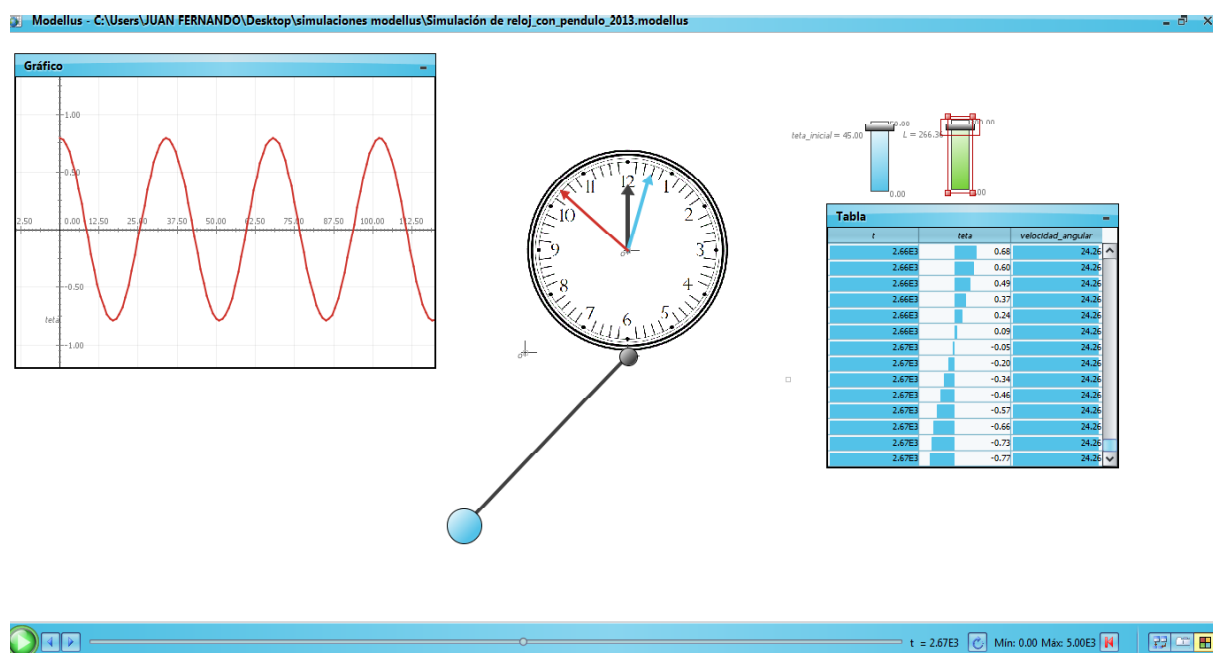 Modellus - C:\Users\JUAN FERNANDO\Desktop\simulaciones modellus\Simulación de reloj_con_pendulo_2013.modellus
Gráfico
1.00
0.50
2.50 0.00 12.50 25.00 37.50 50.00 62.50 75.00 87.50 100.00 112.50
-0.50
teta
-1.00
12
11
10
2
9
3
8
4
7
6
5
teta_inicial = 45.00
L = 266.36
0.00
Tabla
t teta velocidad_angular
2.66E3 0.68 24.26
2.66E3 0.60 24.26
2.66E3 0.49 24.26
2.66E3 0.37 24.26
2.66E3 0.24 24.26
2.66E3 0.09 24.26
2.67E3 -0.05 24.26
2.67E3 -0.20 24.26
2.67E3 -0.34 24.26
2.67E3 -0.46 24.26
2.67E3 -0.57 24.26
2.67E3 -0.66 24.26
2.67E3 -0.73 24.26
2.67E3 -0.77 24.26
t = 2.67E3 Mín: 0.00 Máx: 5.00E3